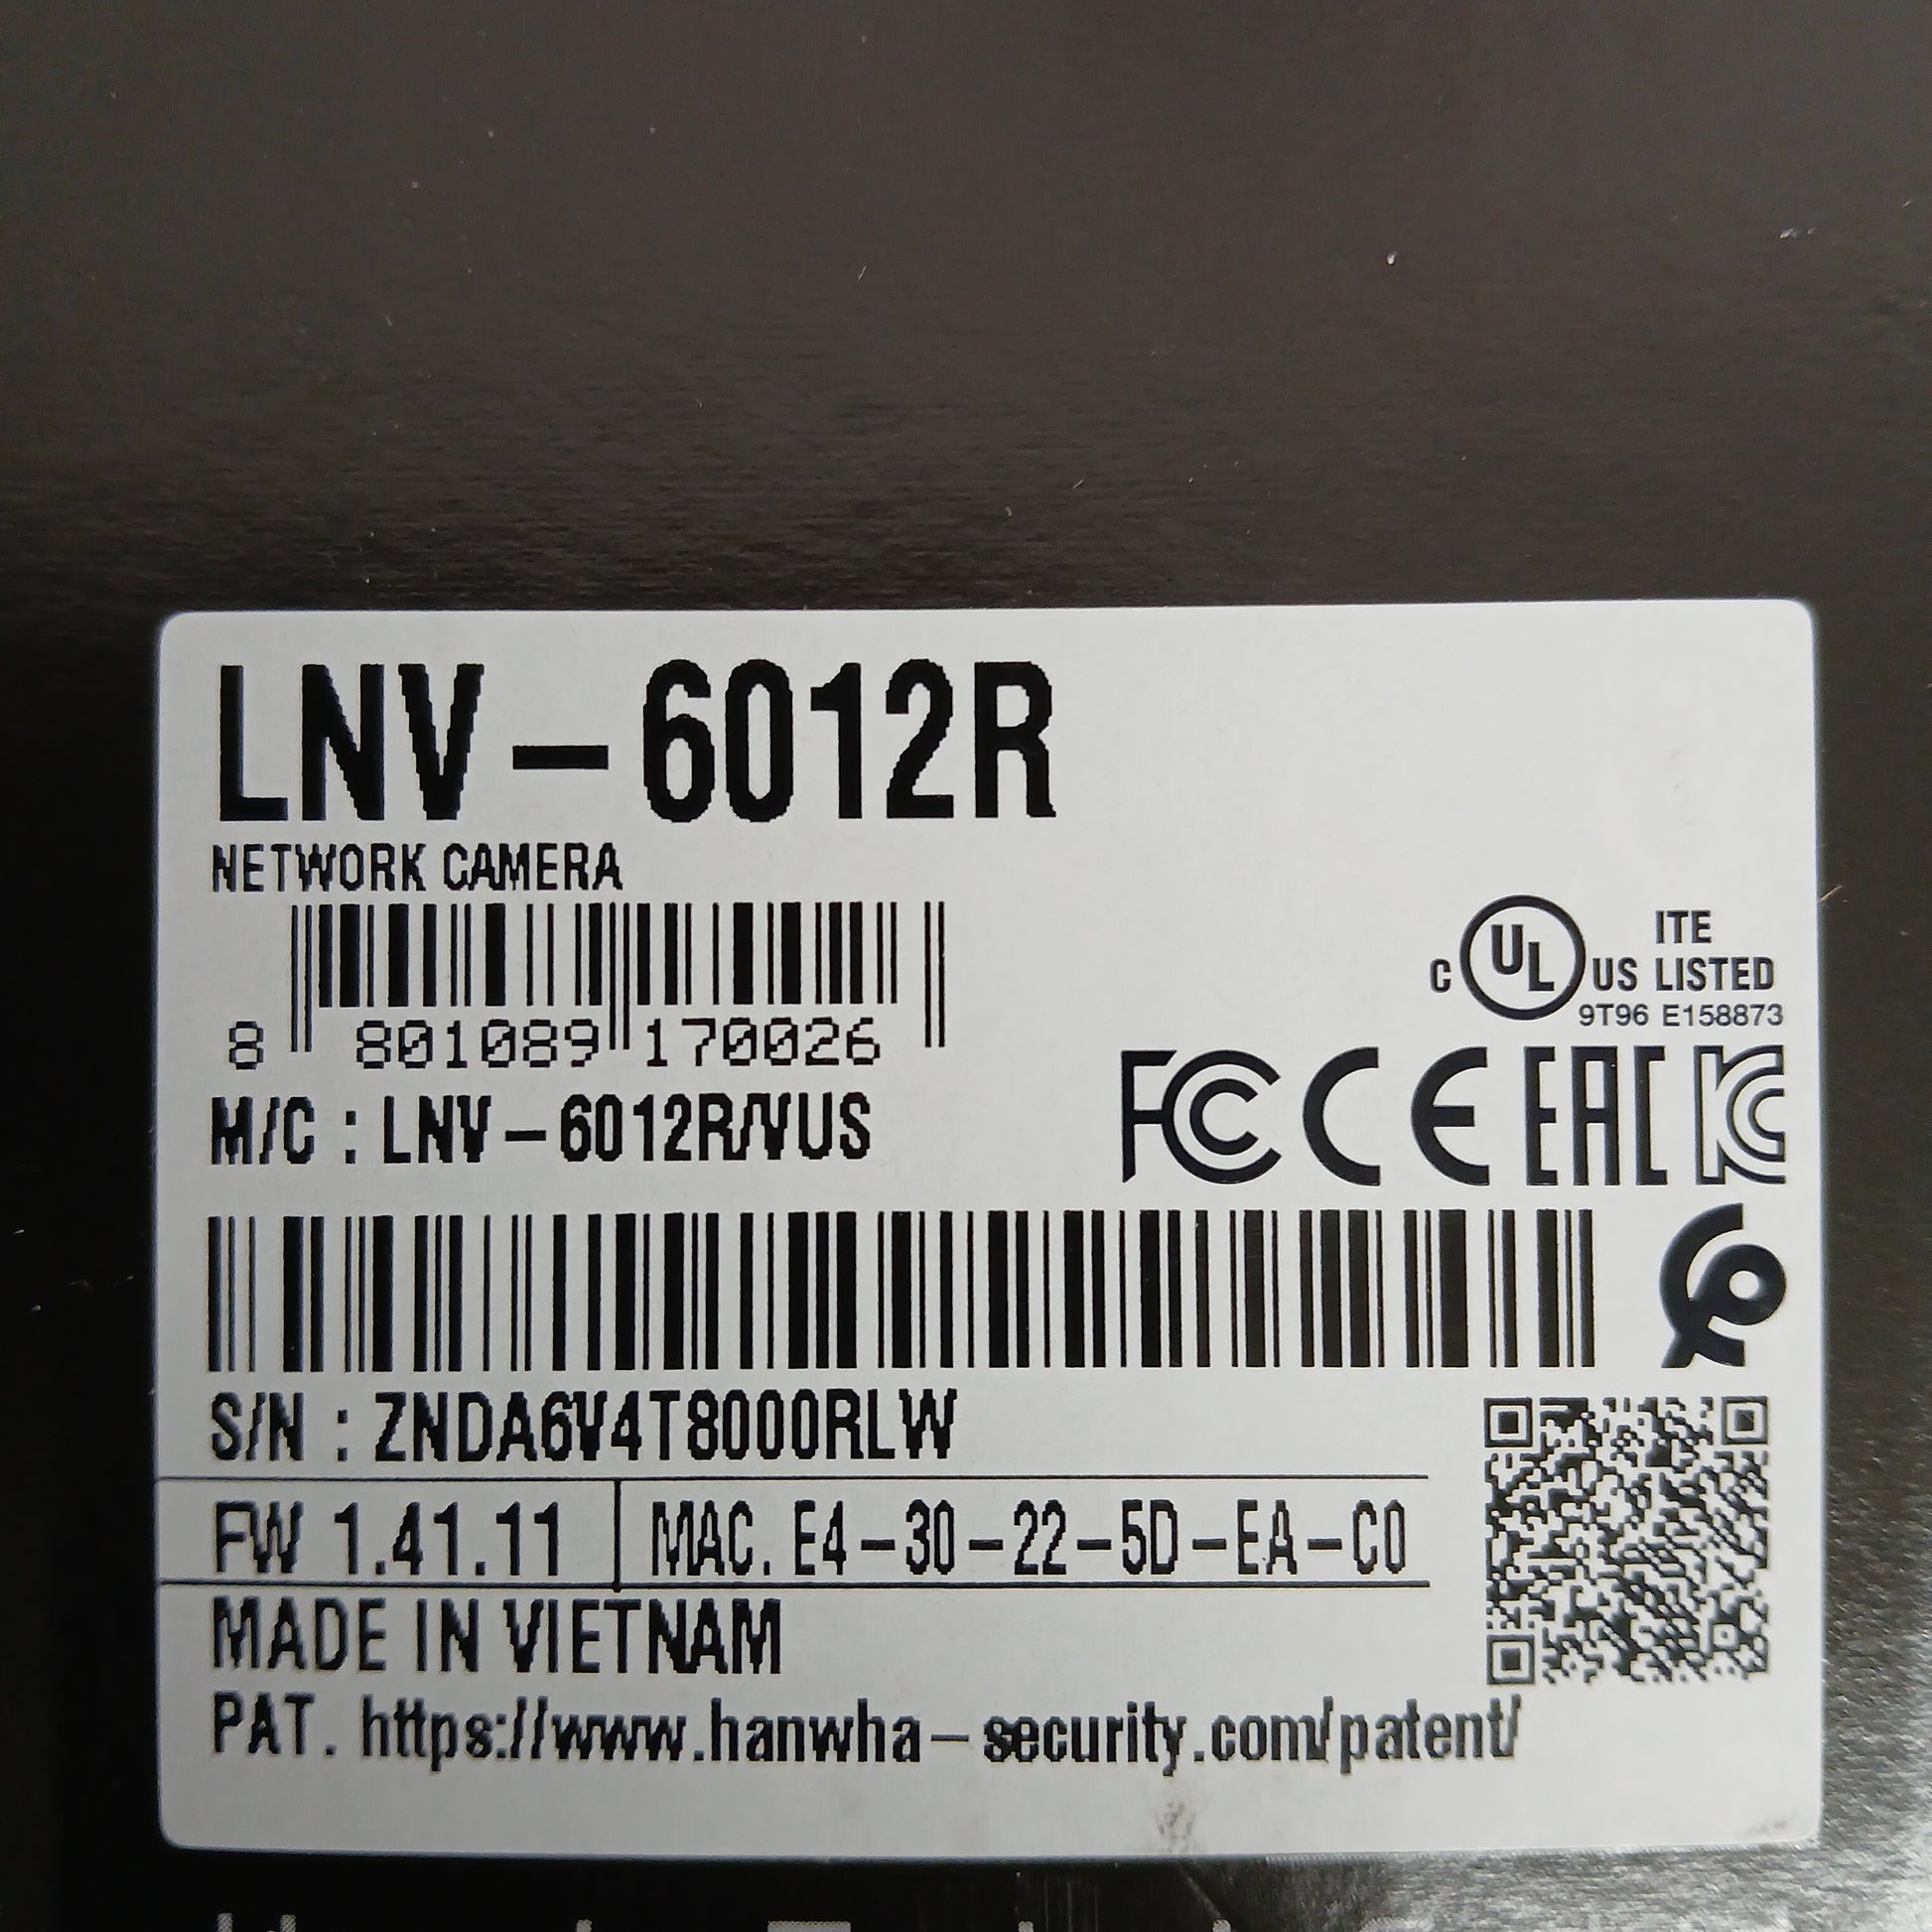 LNV-6012R
NETWORK CAMERA
8 801089 170026
M/C : LNV-6012R/VUS
C UL US ITE LISTED
9T96 E158873
FC CE EAC KC
S/N : ZNDA6V4T8000RLW
FW 1.41.11 MAC. E4-30-22-5D-EA-C0
MADE IN VIETNAM
PAT. https://www.hanwha-security.com/patent/